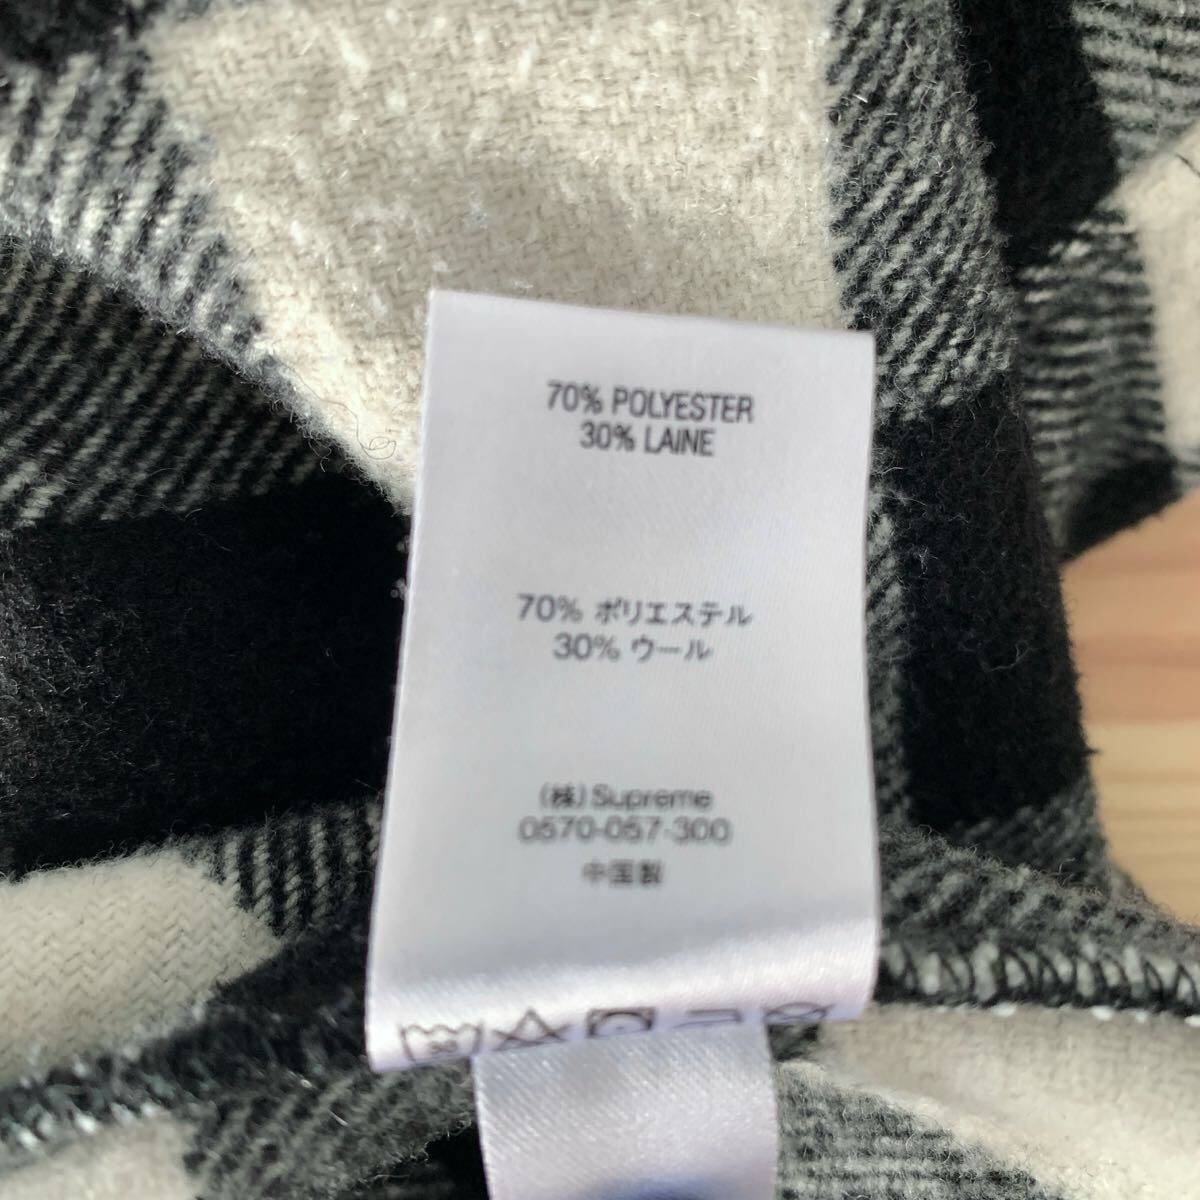 70% POLYESTER
30% LAINE
70% ポリエステル
30% ウール
(株)Supreme
0570-057-300
中国製